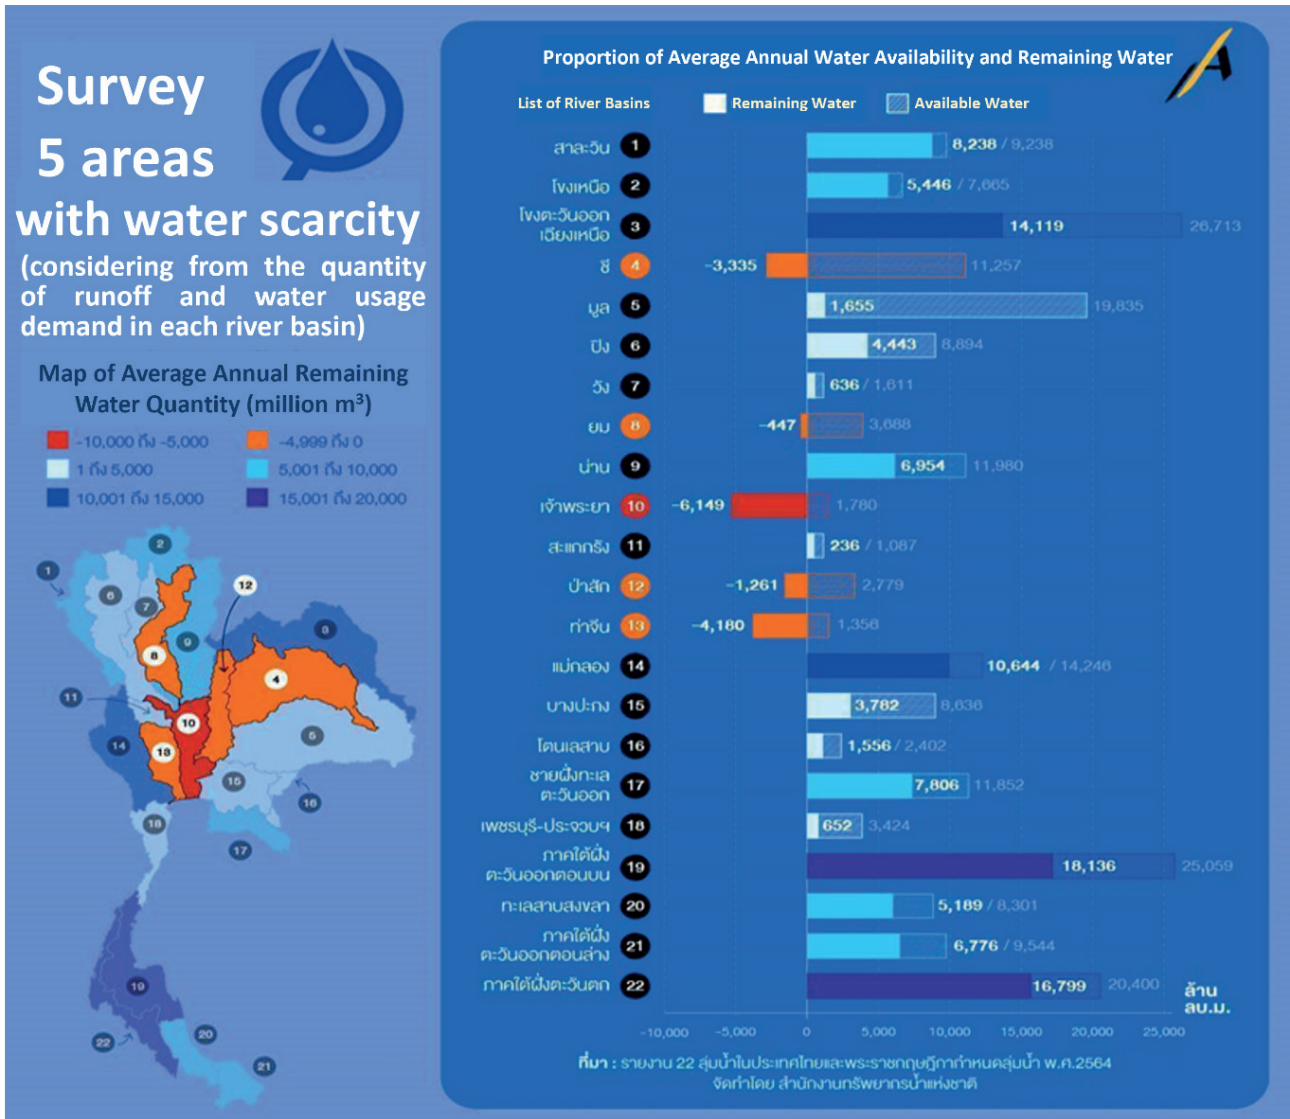 Survey
5 areas
with water scarcity
(considering from the quantity
of runoff and water usage
demand in each river basin)
Map of Average Annual Remaining
Water Quantity (million m³)
-10,000 ถึง -5,000
-4,999 ถึง 0
1 ถึง 5,000
5,001 ถึง 10,000
10,001 ถึง 15,000
15,001 ถึง 20,000
2
1
6
7
12
9
3
8
4
11
10
5
14
13
15
16
18
17
19
20
22
21
A
Proportion of Average Annual Water Availability and Remaining Water
List of River Basins Remaining Water Available Water
สาละวิน 1 8,238 / 9,238
โขงเหนือ 2 5,446 / 7,665
โขงตะวันออก
เฉียงเหนือ 3 14,119 26,713
ชี 4 -3,335 11,257
มูล 5 1,655 19,835
ปิง 6 4,443 8,894
วัง 7 636 / 1,611
ยม 8 -447 3,688
น่าน 9 6,954 11,980
เจ้าพระยา 10 -6,149 1,780
สะแกกรัง 11 236 / 1,087
ป่าสัก 12 -1,261 2,779
ท่าจีน 13 -4,180 1,358
แม่กลอง 14 10,644 / 14,246
บางปะกง 15 3,782 8,636
โตนเลสาบ 16 1,556 / 2,402
ชายฝั่งทะเล
ตะวันออก 17 7,806 11,852
เพชรบุรี-ประจวบฯ 18 652 3,424
ภาคใต้ฝั่ง
ตะวันออกตอนบน 19 18,136 25,059
ทะเลสาบสงขลา 20 5,189 / 8,301
ภาคใต้ฝั่ง
ตะวันออกตอนล่าง 21 6,776 / 9,544
ภาคใต้ฝั่งตะวันตก 22 16,799 20,400
ล้าน
ลบ.ม.
-10,000 -5,000 0 5,000 10,000 15,000 20,000 25,000
ที่มา : รายงาน 22 ลุ่มน้ำในประเทศไทยและพระราชกฤษฎีกากำหนดลุ่มน้ำ พ.ศ.2564
จัดทำโดย สำนักงานทรัพยากรน้ำแห่งชาติ